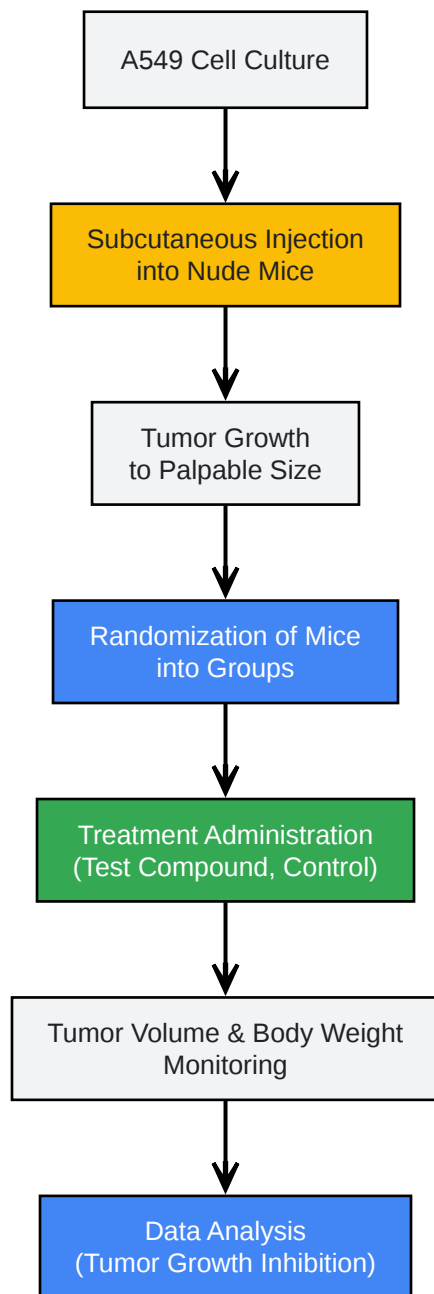 A549 Cell Culture
Subcutaneous Injection
into Nude Mice
Tumor Growth
to Palpable Size
Randomization of Mice
into Groups
Treatment Administration
(Test Compound, Control)
Tumor Volume & Body Weight
Monitoring
Data Analysis
(Tumor Growth Inhibition)